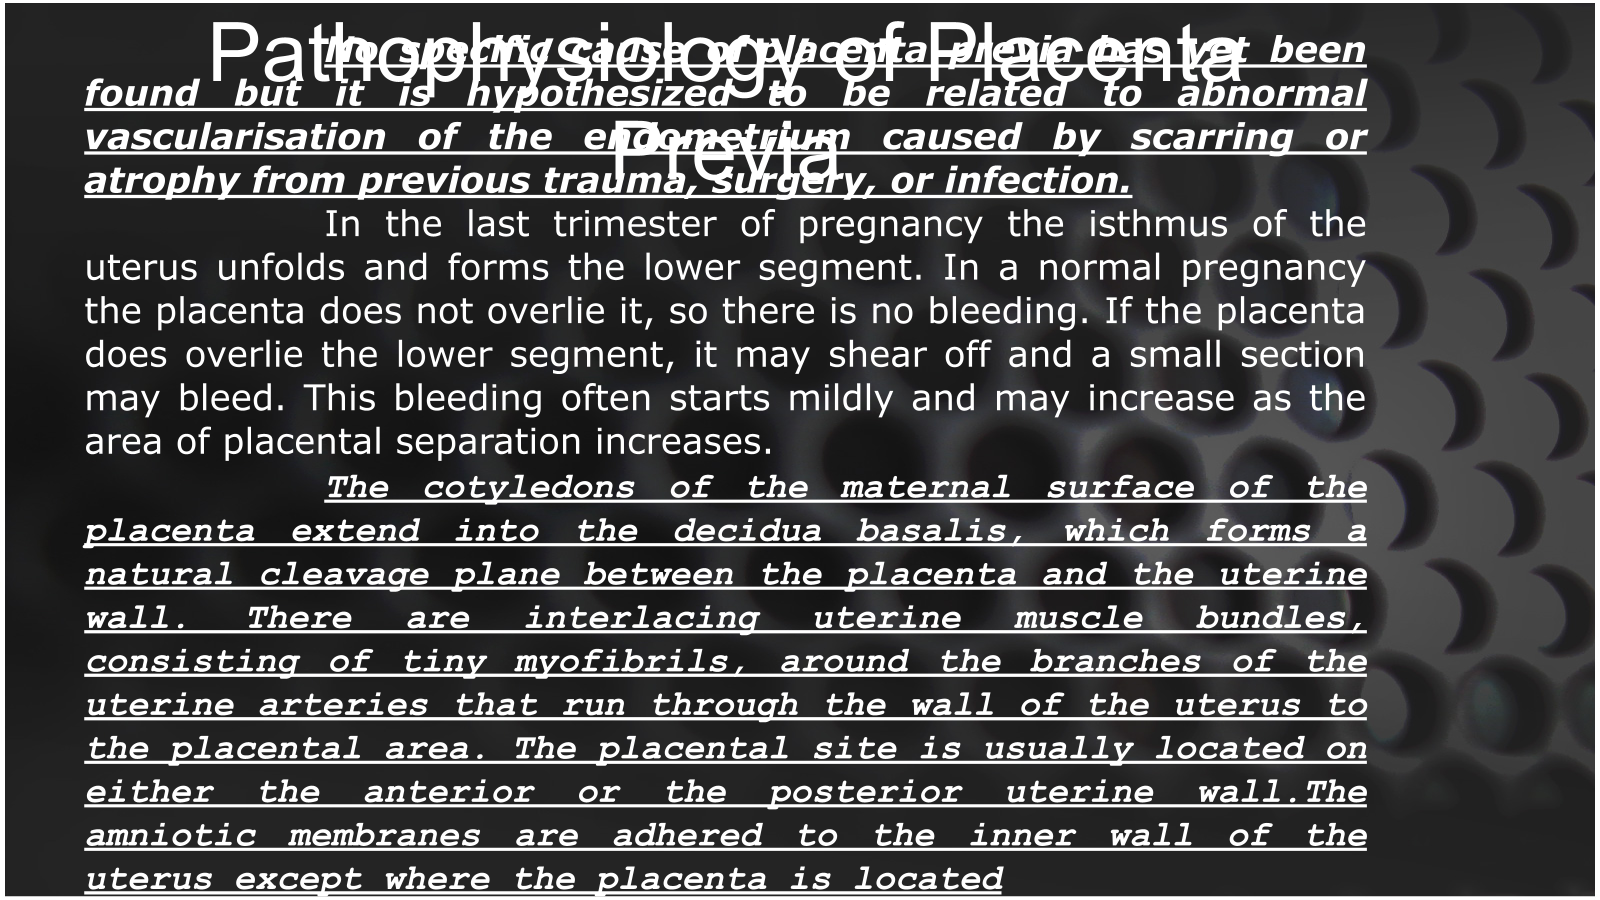 Pathophysiology of Placenta
Previa
No specific cause of placenta previa has yet been
found but it is hypothesized to be related to abnormal
vascularisation of the endometrium caused by scarring or
atrophy from previous trauma, surgery, or infection.
In the last trimester of pregnancy the isthmus of the
uterus unfolds and forms the lower segment. In a normal pregnancy
the placenta does not overlie it, so there is no bleeding. If the placenta
does overlie the lower segment, it may shear off and a small section
may bleed. This bleeding often starts mildly and may increase as the
area of placental separation increases.
The cotyledons of the maternal surface of the
placenta extend into the decidua basalis, which forms a
natural cleavage plane between the placenta and the uterine
wall. There are interlacing uterine muscle bundles,
consisting of tiny myofibrils, around the branches of the
uterine arteries that run through the wall of the uterus to
the placental area. The placental site is usually located on
either the anterior or the posterior uterine wall.The
amniotic membranes are adhered to the inner wall of the
uterus except where the placenta is located